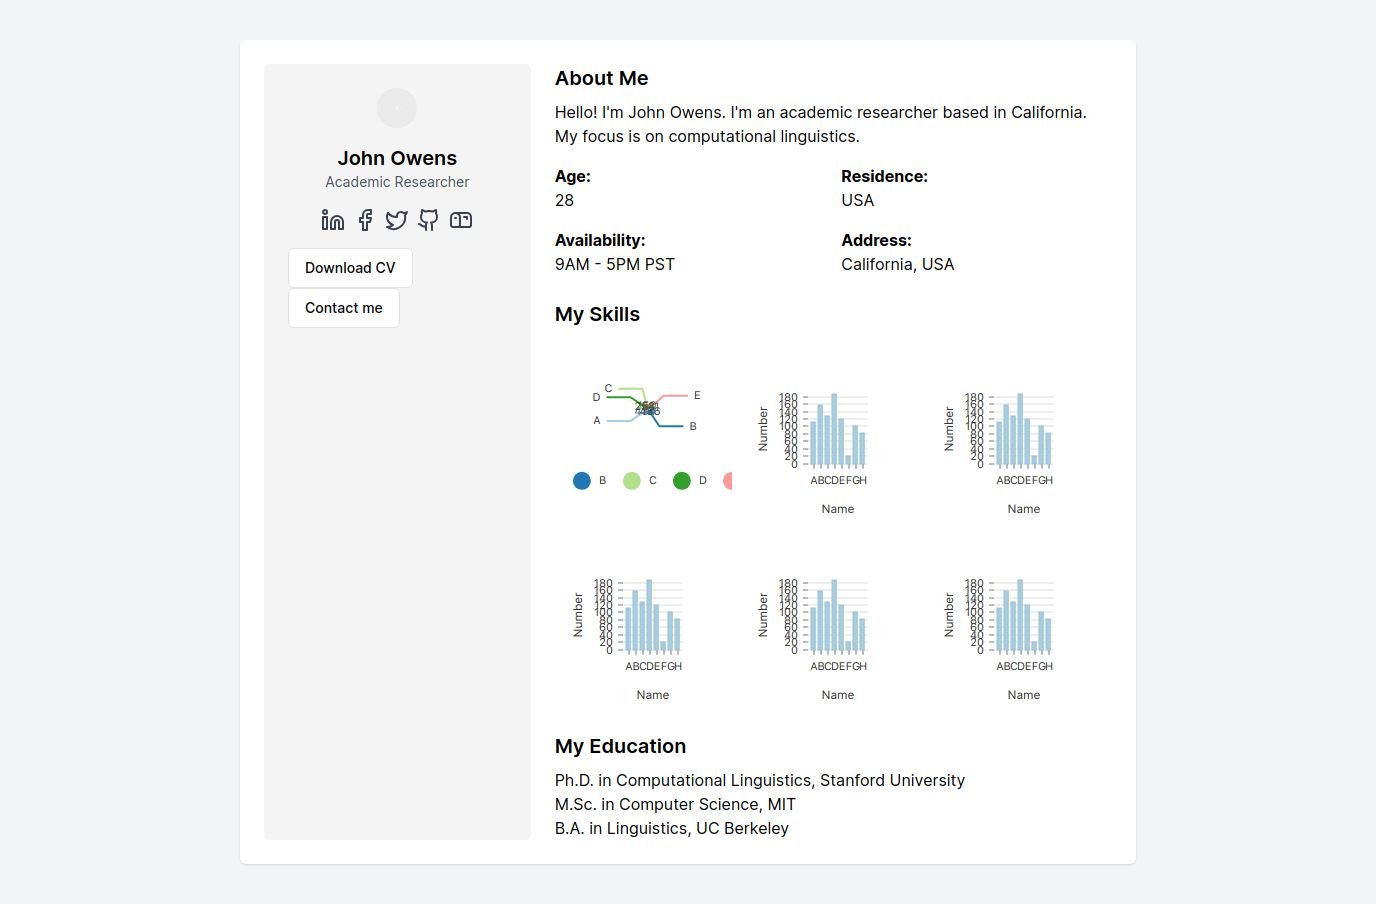 John Owens
Academic Researcher
Download CV
Contact me
About Me
Hello! I'm John Owens. I'm an academic researcher based in California.
My focus is on computational linguistics.
Age:
28
Residence:
USA
Availability:
9AM - 5PM PST
Address:
California, USA
My Skills
C
D
A
E
B
B C D
Number
180
160
140
120
100
80
60
40
20
0
ABCDEFGH
Name
Number
180
160
140
120
100
80
60
40
20
0
ABCDEFGH
Name
Number
180
160
140
120
100
80
60
40
20
0
ABCDEFGH
Name
Number
180
160
140
120
100
80
60
40
20
0
ABCDEFGH
Name
Number
180
160
140
120
100
80
60
40
20
0
ABCDEFGH
Name
My Education
Ph.D. in Computational Linguistics, Stanford University
M.Sc. in Computer Science, MIT
B.A. in Linguistics, UC Berkeley